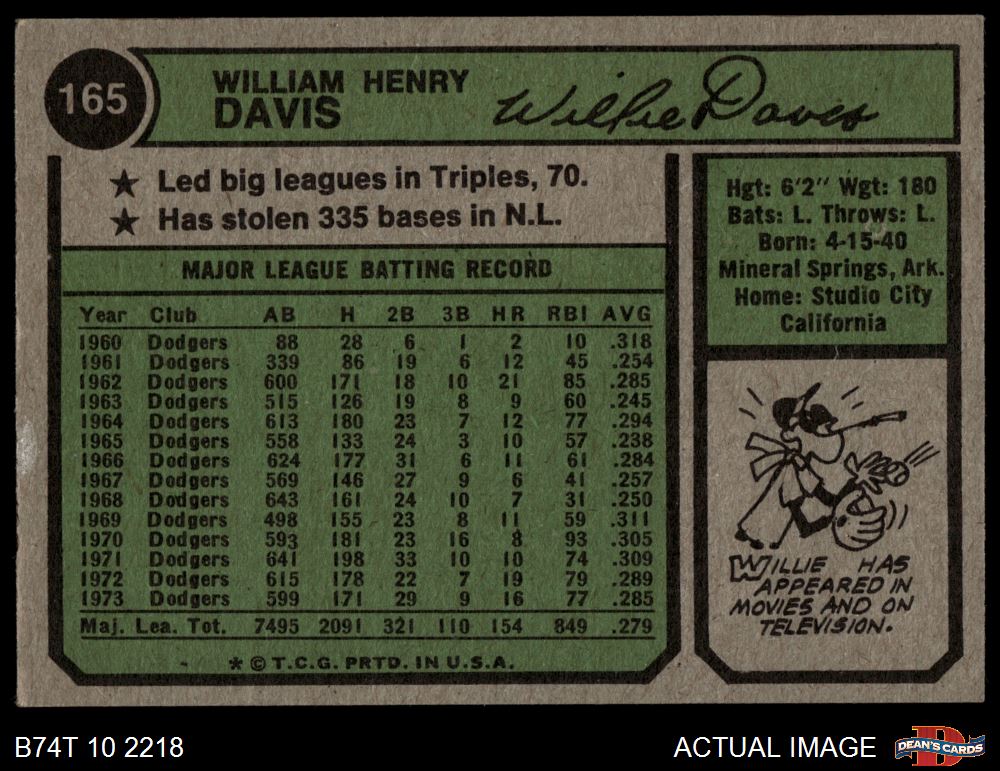 165
WILLIAM HENRY
DAVIS
Willie Davis
★ Led big leagues in Triples, 70.
★ Has stolen 335 bases in N.L.
MAJOR LEAGUE BATTING RECORD
Year Club AB H 2B 3B HR RBI AVG
1960 Dodgers 88 28 6 1 2 10 .318
1961 Dodgers 339 86 19 6 12 45 .254
1962 Dodgers 600 171 18 10 21 85 .285
1963 Dodgers 515 126 19 8 9 60 .245
1964 Dodgers 613 180 23 7 12 77 .294
1965 Dodgers 558 133 24 3 10 57 .238
1966 Dodgers 624 177 31 6 11 61 .284
1967 Dodgers 569 146 27 9 6 41 .257
1968 Dodgers 643 161 24 10 7 31 .250
1969 Dodgers 498 155 23 8 11 59 .311
1970 Dodgers 593 181 23 16 8 93 .305
1971 Dodgers 641 198 33 10 10 74 .309
1972 Dodgers 615 178 22 7 19 79 .289
1973 Dodgers 599 171 29 9 16 77 .285
Maj. Lea. Tot. 7495 2091 321 110 154 849 .279
* © T.C.G. PRTD. IN U.S.A.
Hgt: 6'2" Wgt: 180
Bats: L. Throws: L.
Born: 4-15-40
Mineral Springs, Ark.
Home: Studio City
California
WILLIE HAS
APPEARED IN
MOVIES AND ON
TELEVISION.
B74T 10 2218
ACTUAL IMAGE
DEAN'S CARDS